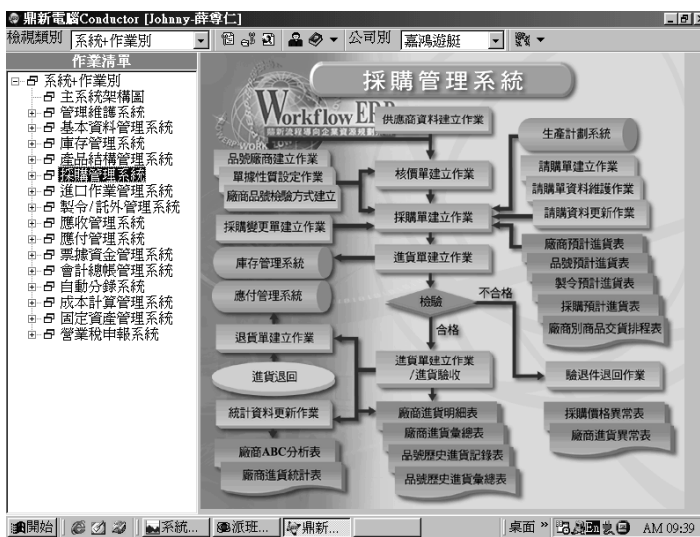 鼎新電腦Conductor [Johnny-薛尊仁]
檢視類別 系統+作業別 公司別 嘉鴻遊艇
作業清單
系統+作業別
主系統架構圖
管理維護系統
基本資料管理系統
庫存管理系統
產品結構管理系統
採購管理系統
進口作業管理系統
製令/託外管理系統
應收管理系統
應付管理系統
票據資金管理系統
會計總帳管理系統
自動分錄系統
成本計算管理系統
固定資產管理系統
營業稅申報系統
採購管理系統
Workflow ERP
鼎新流程導向企業資源規劃
供應商資料建立作業
生產計劃系統
品號廠商建立作業
單據性質設定作業
廠商品號檢驗方式建立
核價單建立作業
請購單建立作業
請購單資料維護作業
請購資料更新作業
採購變更單建立作業
採購單建立作業
廠商預計進貨表
品號預計進貨表
製令預計進貨表
採購預計進貨表
廠商別商品交貨排程表
庫存管理系統
進貨單建立作業
應付管理系統
檢驗
不合格
合格
退貨單建立作業
進貨單建立作業
/進貨驗收
驗退件退回作業
進貨退回
統計資料更新作業
廠商進貨明細表
廠商進貨彙總表
品號歷史進貨記錄表
品號歷史進貨彙總表
採購價格異常表
廠商進貨異常表
廠商ABC分析表
廠商進貨統計表
開始 系統... 派班... 鼎新... 桌面 » En AM 09:39